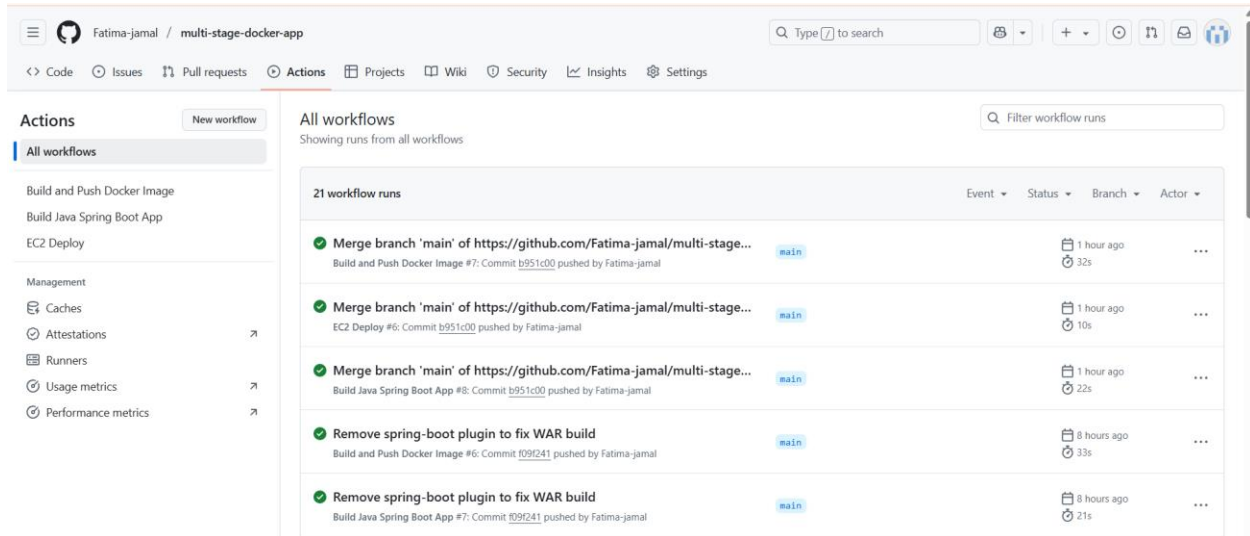 Fatima-jamal / multi-stage-docker-app
Type / to search
Code Issues Pull requests Actions Projects Wiki Security Insights Settings
Actions
New workflow
All workflows
Build and Push Docker Image
Build Java Spring Boot App
EC2 Deploy
Management
Caches
Attestations
Runners
Usage metrics
Performance metrics
All workflows
Showing runs from all workflows
Filter workflow runs
21 workflow runs
Event Status Branch Actor
Merge branch 'main' of https://github.com/Fatima-jamal/multi-stage...
Build and Push Docker Image #7: Commit b951c00 pushed by Fatima-jamal
main
1 hour ago
32s
Merge branch 'main' of https://github.com/Fatima-jamal/multi-stage...
EC2 Deploy #6: Commit b951c00 pushed by Fatima-jamal
main
1 hour ago
10s
Merge branch 'main' of https://github.com/Fatima-jamal/multi-stage...
Build Java Spring Boot App #8: Commit b951c00 pushed by Fatima-jamal
main
1 hour ago
22s
Remove spring-boot plugin to fix WAR build
Build and Push Docker Image #6: Commit f09f241 pushed by Fatima-jamal
main
8 hours ago
33s
Remove spring-boot plugin to fix WAR build
Build Java Spring Boot App #7: Commit f09f241 pushed by Fatima-jamal
main
8 hours ago
21s